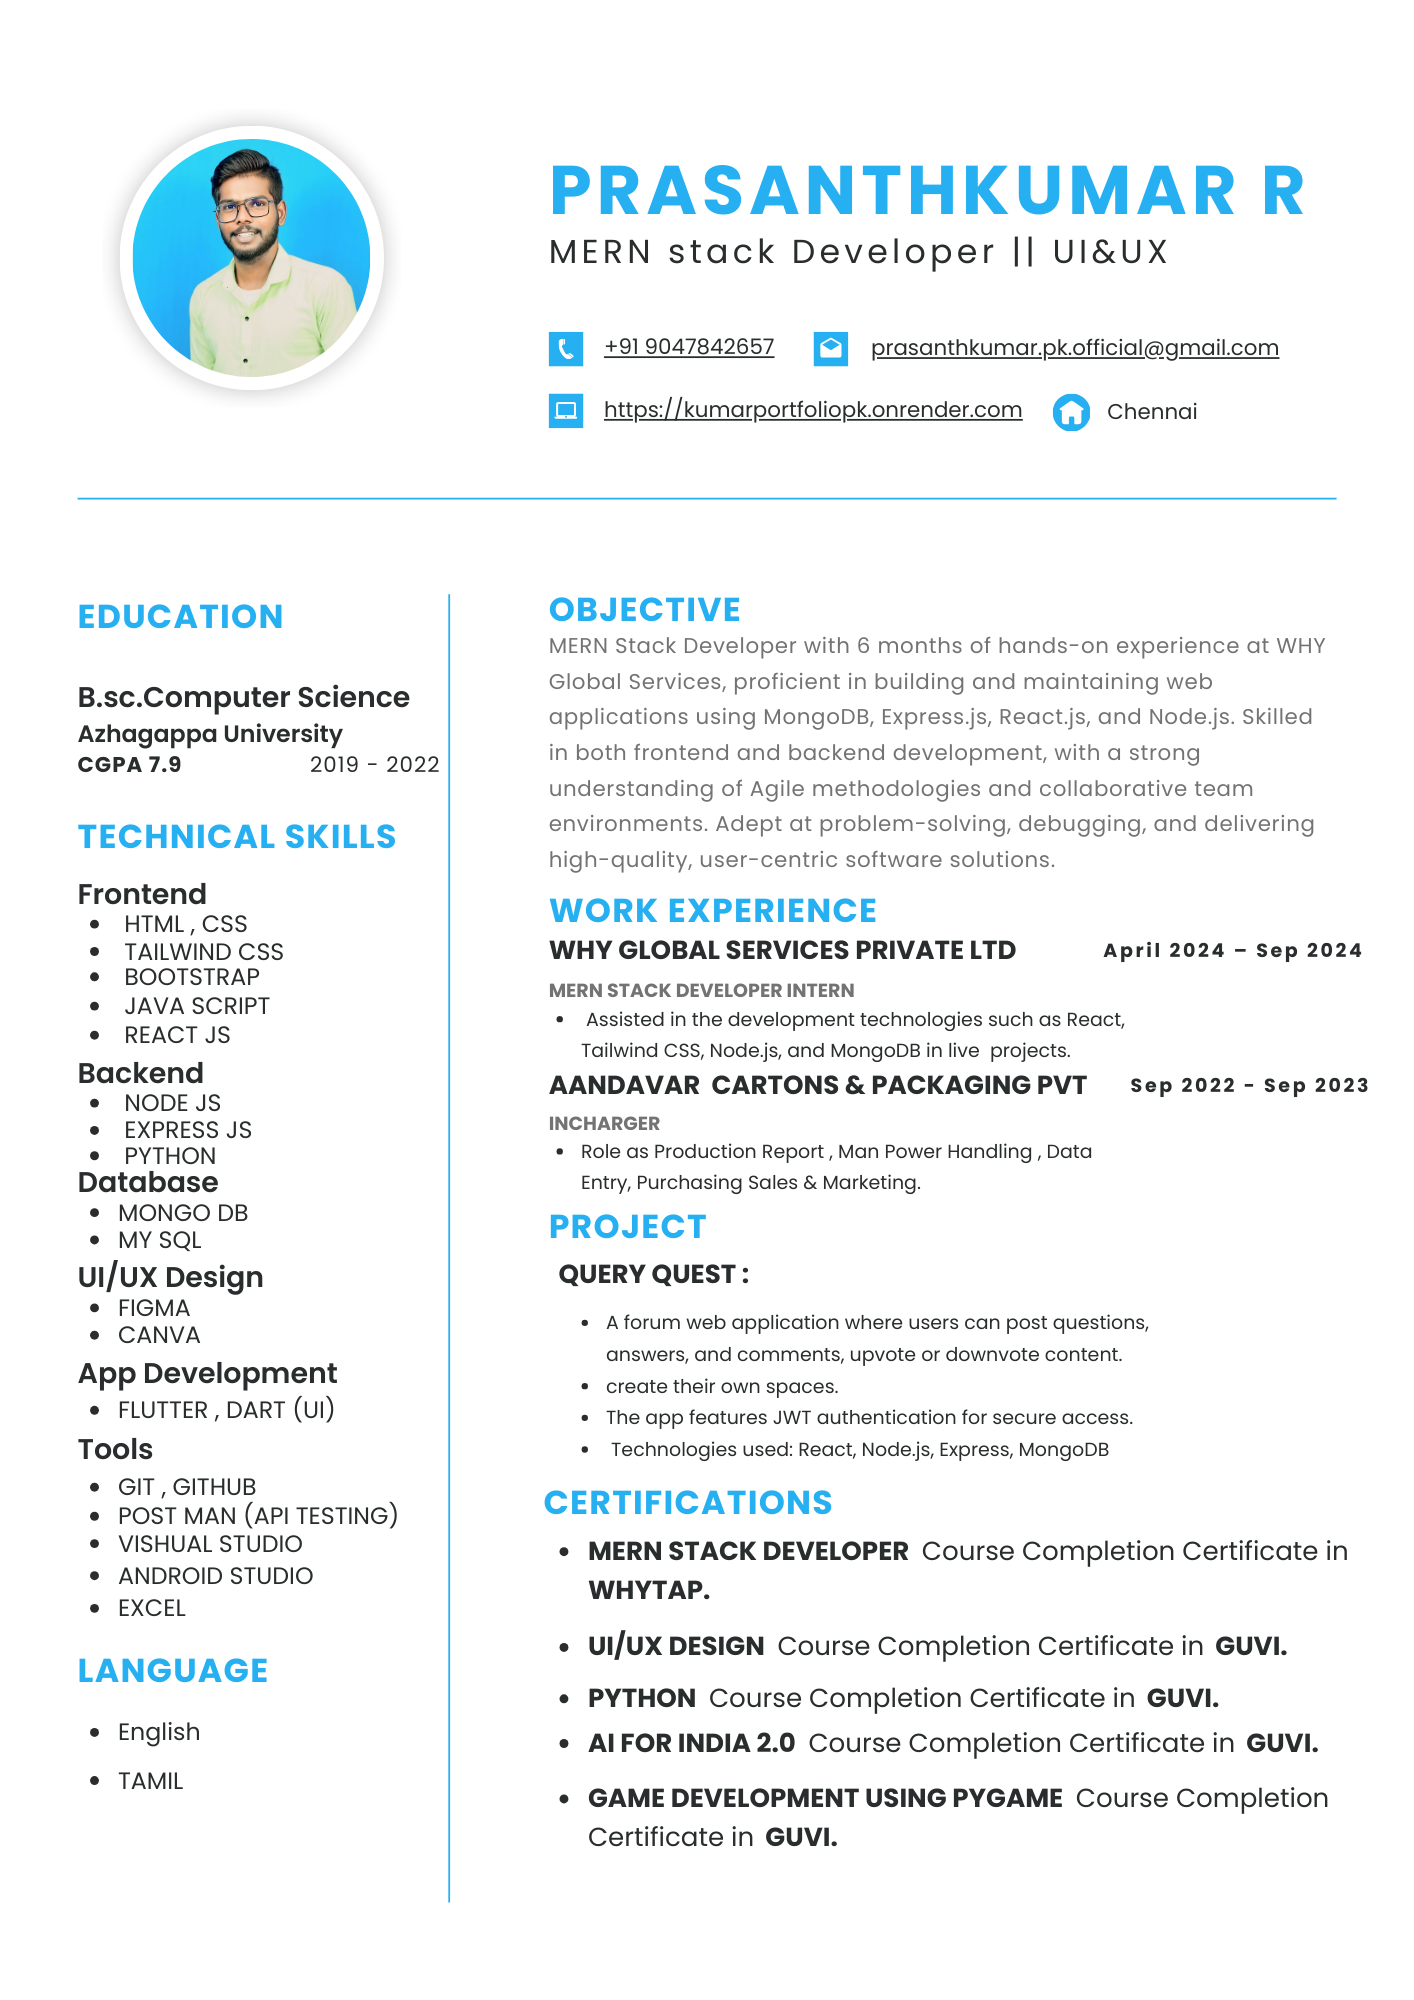 PRASANTHKUMAR R
MERN stack Developer || UI&UX
+91 9047842657
prasanthkumar.pk.official@gmail.com
https://kumarportfoliopk.onrender.com
Chennai
EDUCATION
B.sc.Computer Science
Azhagappa University
CGPA 7.9 2019 - 2022
TECHNICAL SKILLS
Frontend
• HTML , CSS
• TAILWIND CSS
• BOOTSTRAP
• JAVA SCRIPT
• REACT JS
Backend
• NODE JS
• EXPRESS JS
• PYTHON
Database
• MONGO DB
• MY SQL
UI/UX Design
• FIGMA
• CANVA
App Development
• FLUTTER , DART (UI)
Tools
• GIT , GITHUB
• POST MAN (API TESTING)
• VISHUAL STUDIO
• ANDROID STUDIO
• EXCEL
LANGUAGE
• English
• TAMIL
OBJECTIVE
MERN Stack Developer with 6 months of hands-on experience at WHY
Global Services, proficient in building and maintaining web
applications using MongoDB, Express.js, React.js, and Node.js. Skilled
in both frontend and backend development, with a strong
understanding of Agile methodologies and collaborative team
environments. Adept at problem-solving, debugging, and delivering
high-quality, user-centric software solutions.
WORK EXPERIENCE
WHY GLOBAL SERVICES PRIVATE LTD April 2024 – Sep 2024
MERN STACK DEVELOPER INTERN
• Assisted in the development technologies such as React,
Tailwind CSS, Node.js, and MongoDB in live projects.
AANDAVAR CARTONS & PACKAGING PVT Sep 2022 - Sep 2023
INCHARGER
• Role as Production Report , Man Power Handling , Data
Entry, Purchasing Sales & Marketing.
PROJECT
QUERY QUEST :
• A forum web application where users can post questions,
answers, and comments, upvote or downvote content.
• create their own spaces.
• The app features JWT authentication for secure access.
• Technologies used: React, Node.js, Express, MongoDB
CERTIFICATIONS
• MERN STACK DEVELOPER Course Completion Certificate in
WHYTAP.
• UI/UX DESIGN Course Completion Certificate in GUVI.
• PYTHON Course Completion Certificate in GUVI.
• AI FOR INDIA 2.0 Course Completion Certificate in GUVI.
• GAME DEVELOPMENT USING PYGAME Course Completion
Certificate in GUVI.